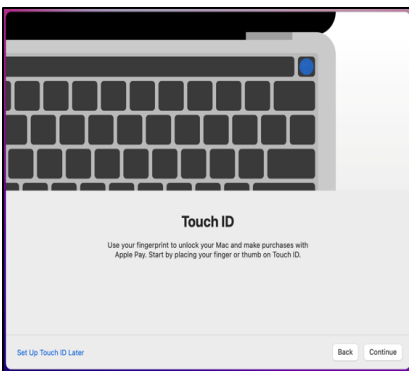 Touch ID
Use your fingerprint to unlock your Mac and make purchases with
Apple Pay. Start by placing your finger or thumb on Touch ID.
Set Up Touch ID Later
Back
Continue